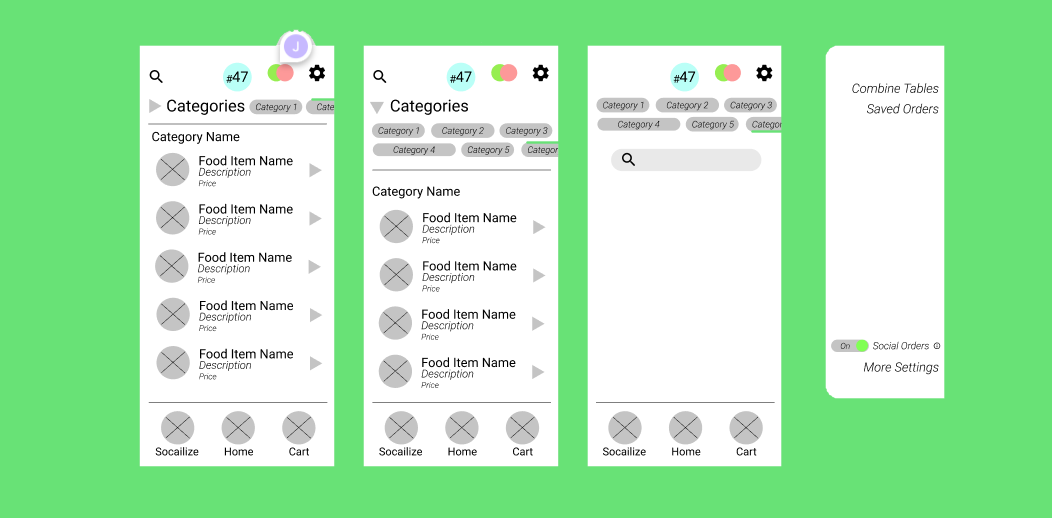 J
#47
Categories
Category 1
Cate
Category Name
Food Item Name
Description
Price
Food Item Name
Description
Price
Food Item Name
Description
Price
Food Item Name
Description
Price
Food Item Name
Description
Price
Socailize
Home
Cart
#47
Categories
Category 1
Category 2
Category 3
Category 4
Category 5
Categor
Category Name
Food Item Name
Description
Price
Food Item Name
Description
Price
Food Item Name
Description
Price
Food Item Name
Description
Price
Socailize
Home
Cart
#47
Category 1
Category 2
Category 3
Category 4
Category 5
Categor
Socailize
Home
Cart
Combine Tables
Saved Orders
On
Social Orders
More Settings